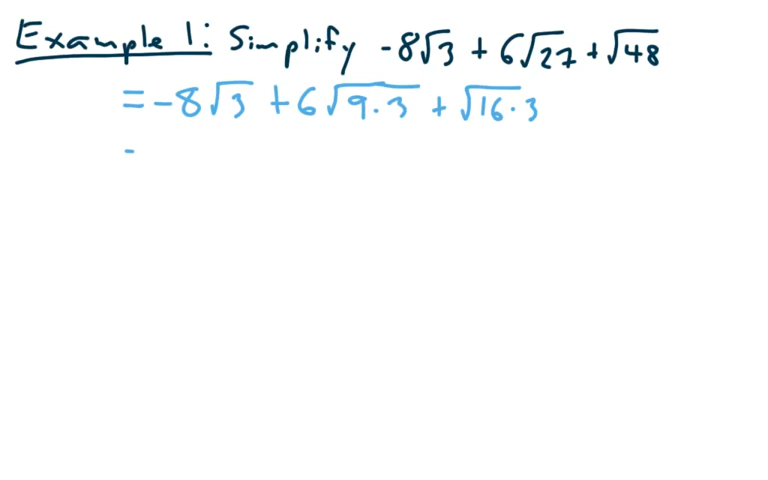 Example 1: Simplify -8√3 + 6√27 + √48
= -8√3 + 6√9·3 + √16·3
-